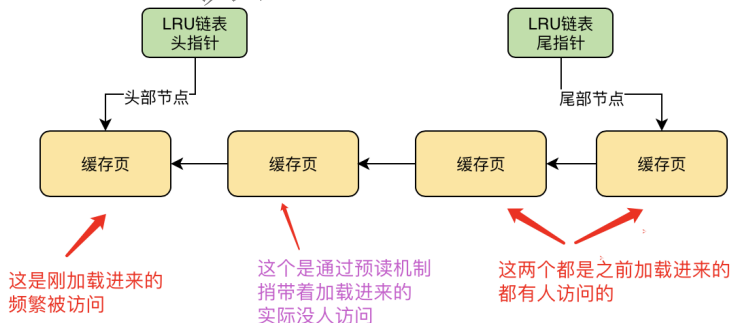 LRU链表
头指针
LRU链表
尾指针
头部节点
尾部节点
缓存页
缓存页
缓存页
缓存页
这是刚加载进来的
频繁被访问
这个是通过预读机制
捎带着加载进来的
实际没人访问
这两个都是之前加载进来的
都有人访问的